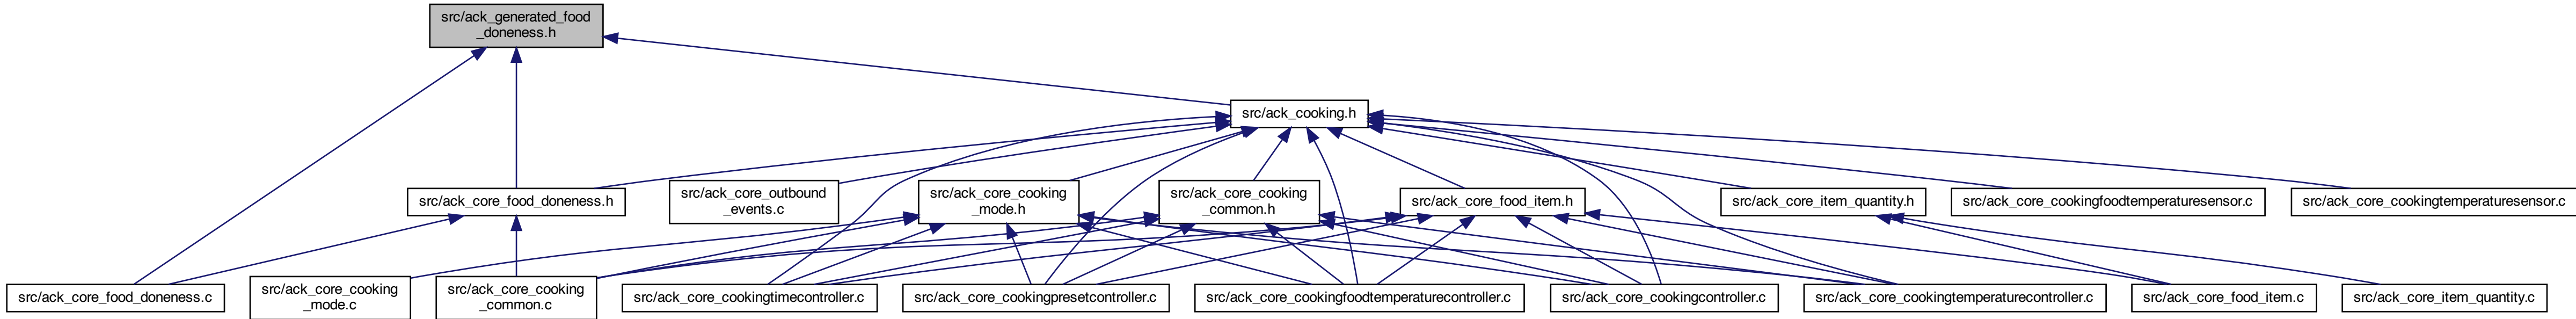 src/ack_generated_food
_doneness.h
src/ack_cooking.h
src/ack_core_food_doneness.h
src/ack_core_outbound
_events.c
src/ack_core_cooking
_mode.h
src/ack_core_cooking
_common.h
src/ack_core_food_item.h
src/ack_core_item_quantity.h
src/ack_core_cookingfoodtemperaturesensor.c
src/ack_core_cookingtemperaturesensor.c
src/ack_core_food_doneness.c
src/ack_core_cooking
_mode.c
src/ack_core_cooking
_common.c
src/ack_core_cookingtimecontroller.c
src/ack_core_cookingpresetcontroller.c
src/ack_core_cookingfoodtemperaturecontroller.c
src/ack_core_cookingcontroller.c
src/ack_core_cookingtemperaturecontroller.c
src/ack_core_food_item.c
src/ack_core_item_quantity.c